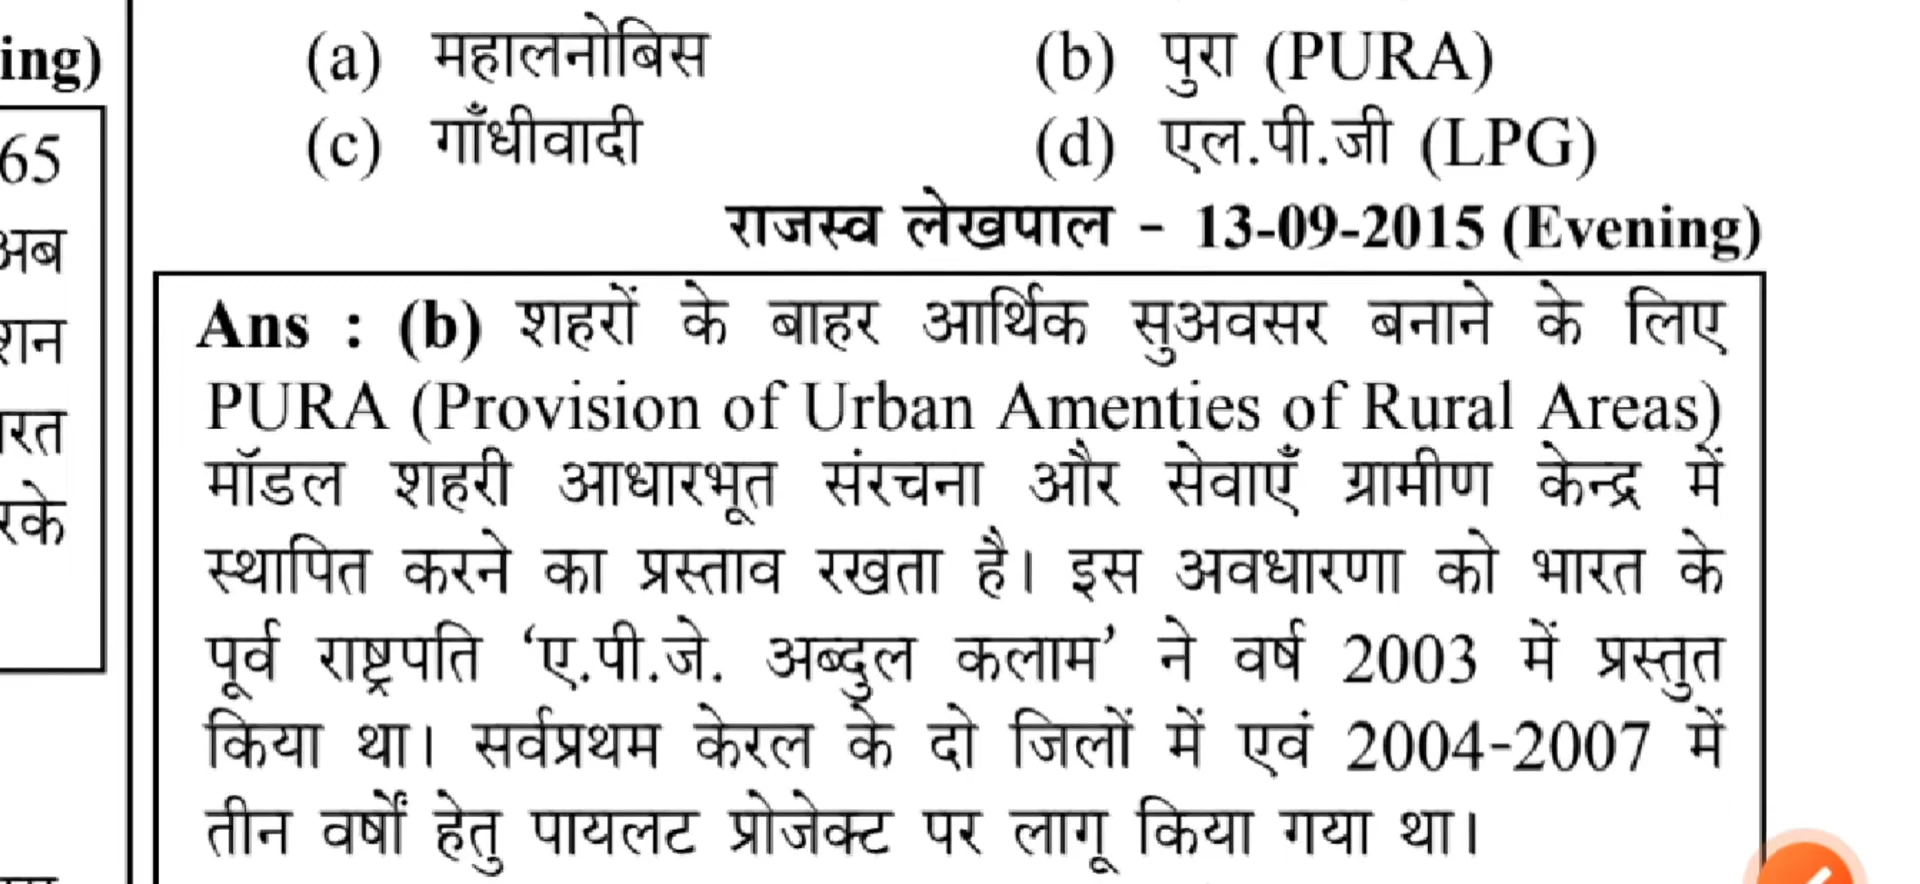 ing)
65
अब
शन
रत
रके
(a) महालनोबिस (b) पुरा (PURA)
(c) गाँधीवादी (d) एल.पी.जी (LPG)
राजस्व लेखपाल - 13-09-2015 (Evening)
Ans : (b) शहरों के बाहर आर्थिक सुअवसर बनाने के लिए
PURA (Provision of Urban Amenties of Rural Areas)
मॉडल शहरी आधारभूत संरचना और सेवाएँ ग्रामीण केन्द्र में
स्थापित करने का प्रस्ताव रखता है। इस अवधारणा को भारत के
पूर्व राष्ट्रपति ‘ए.पी.जे. अब्दुल कलाम’ ने वर्ष 2003 में प्रस्तुत
किया था। सर्वप्रथम केरल के दो जिलों में एवं 2004-2007 में
तीन वर्षों हेतु पायलट प्रोजेक्ट पर लागू किया गया था।